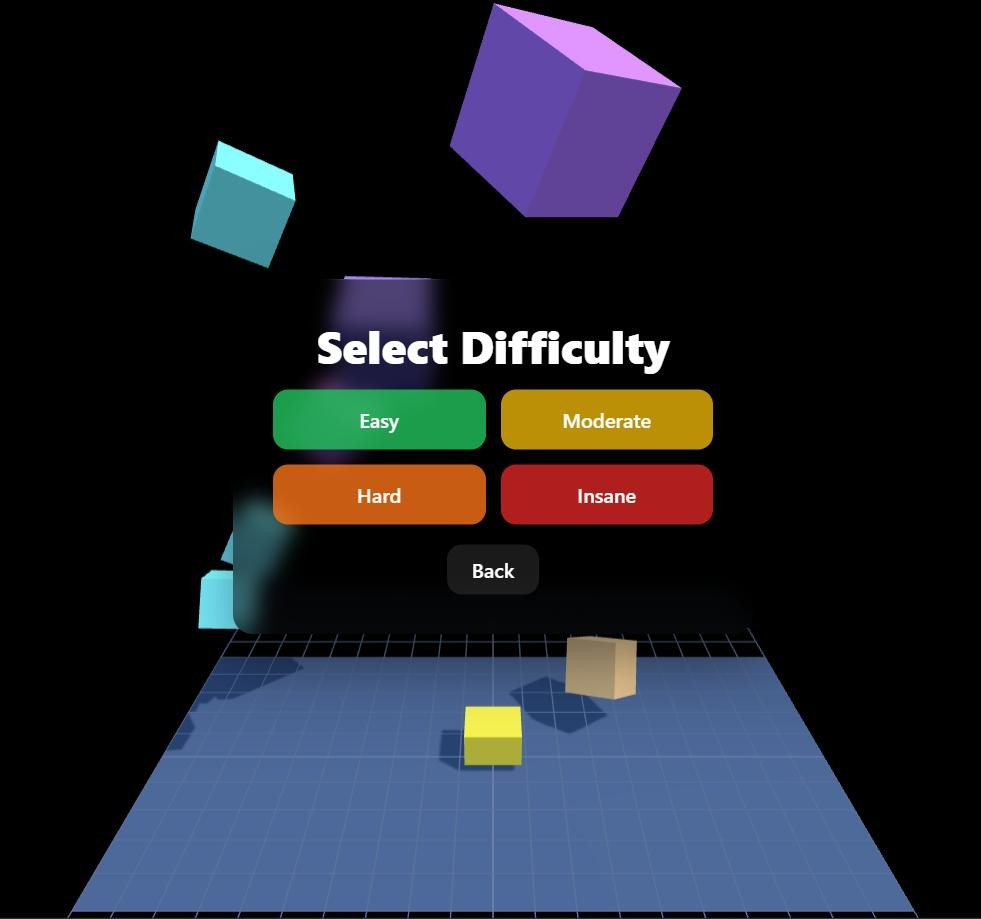 Select Difficulty
Easy
Moderate
Hard
Insane
Back